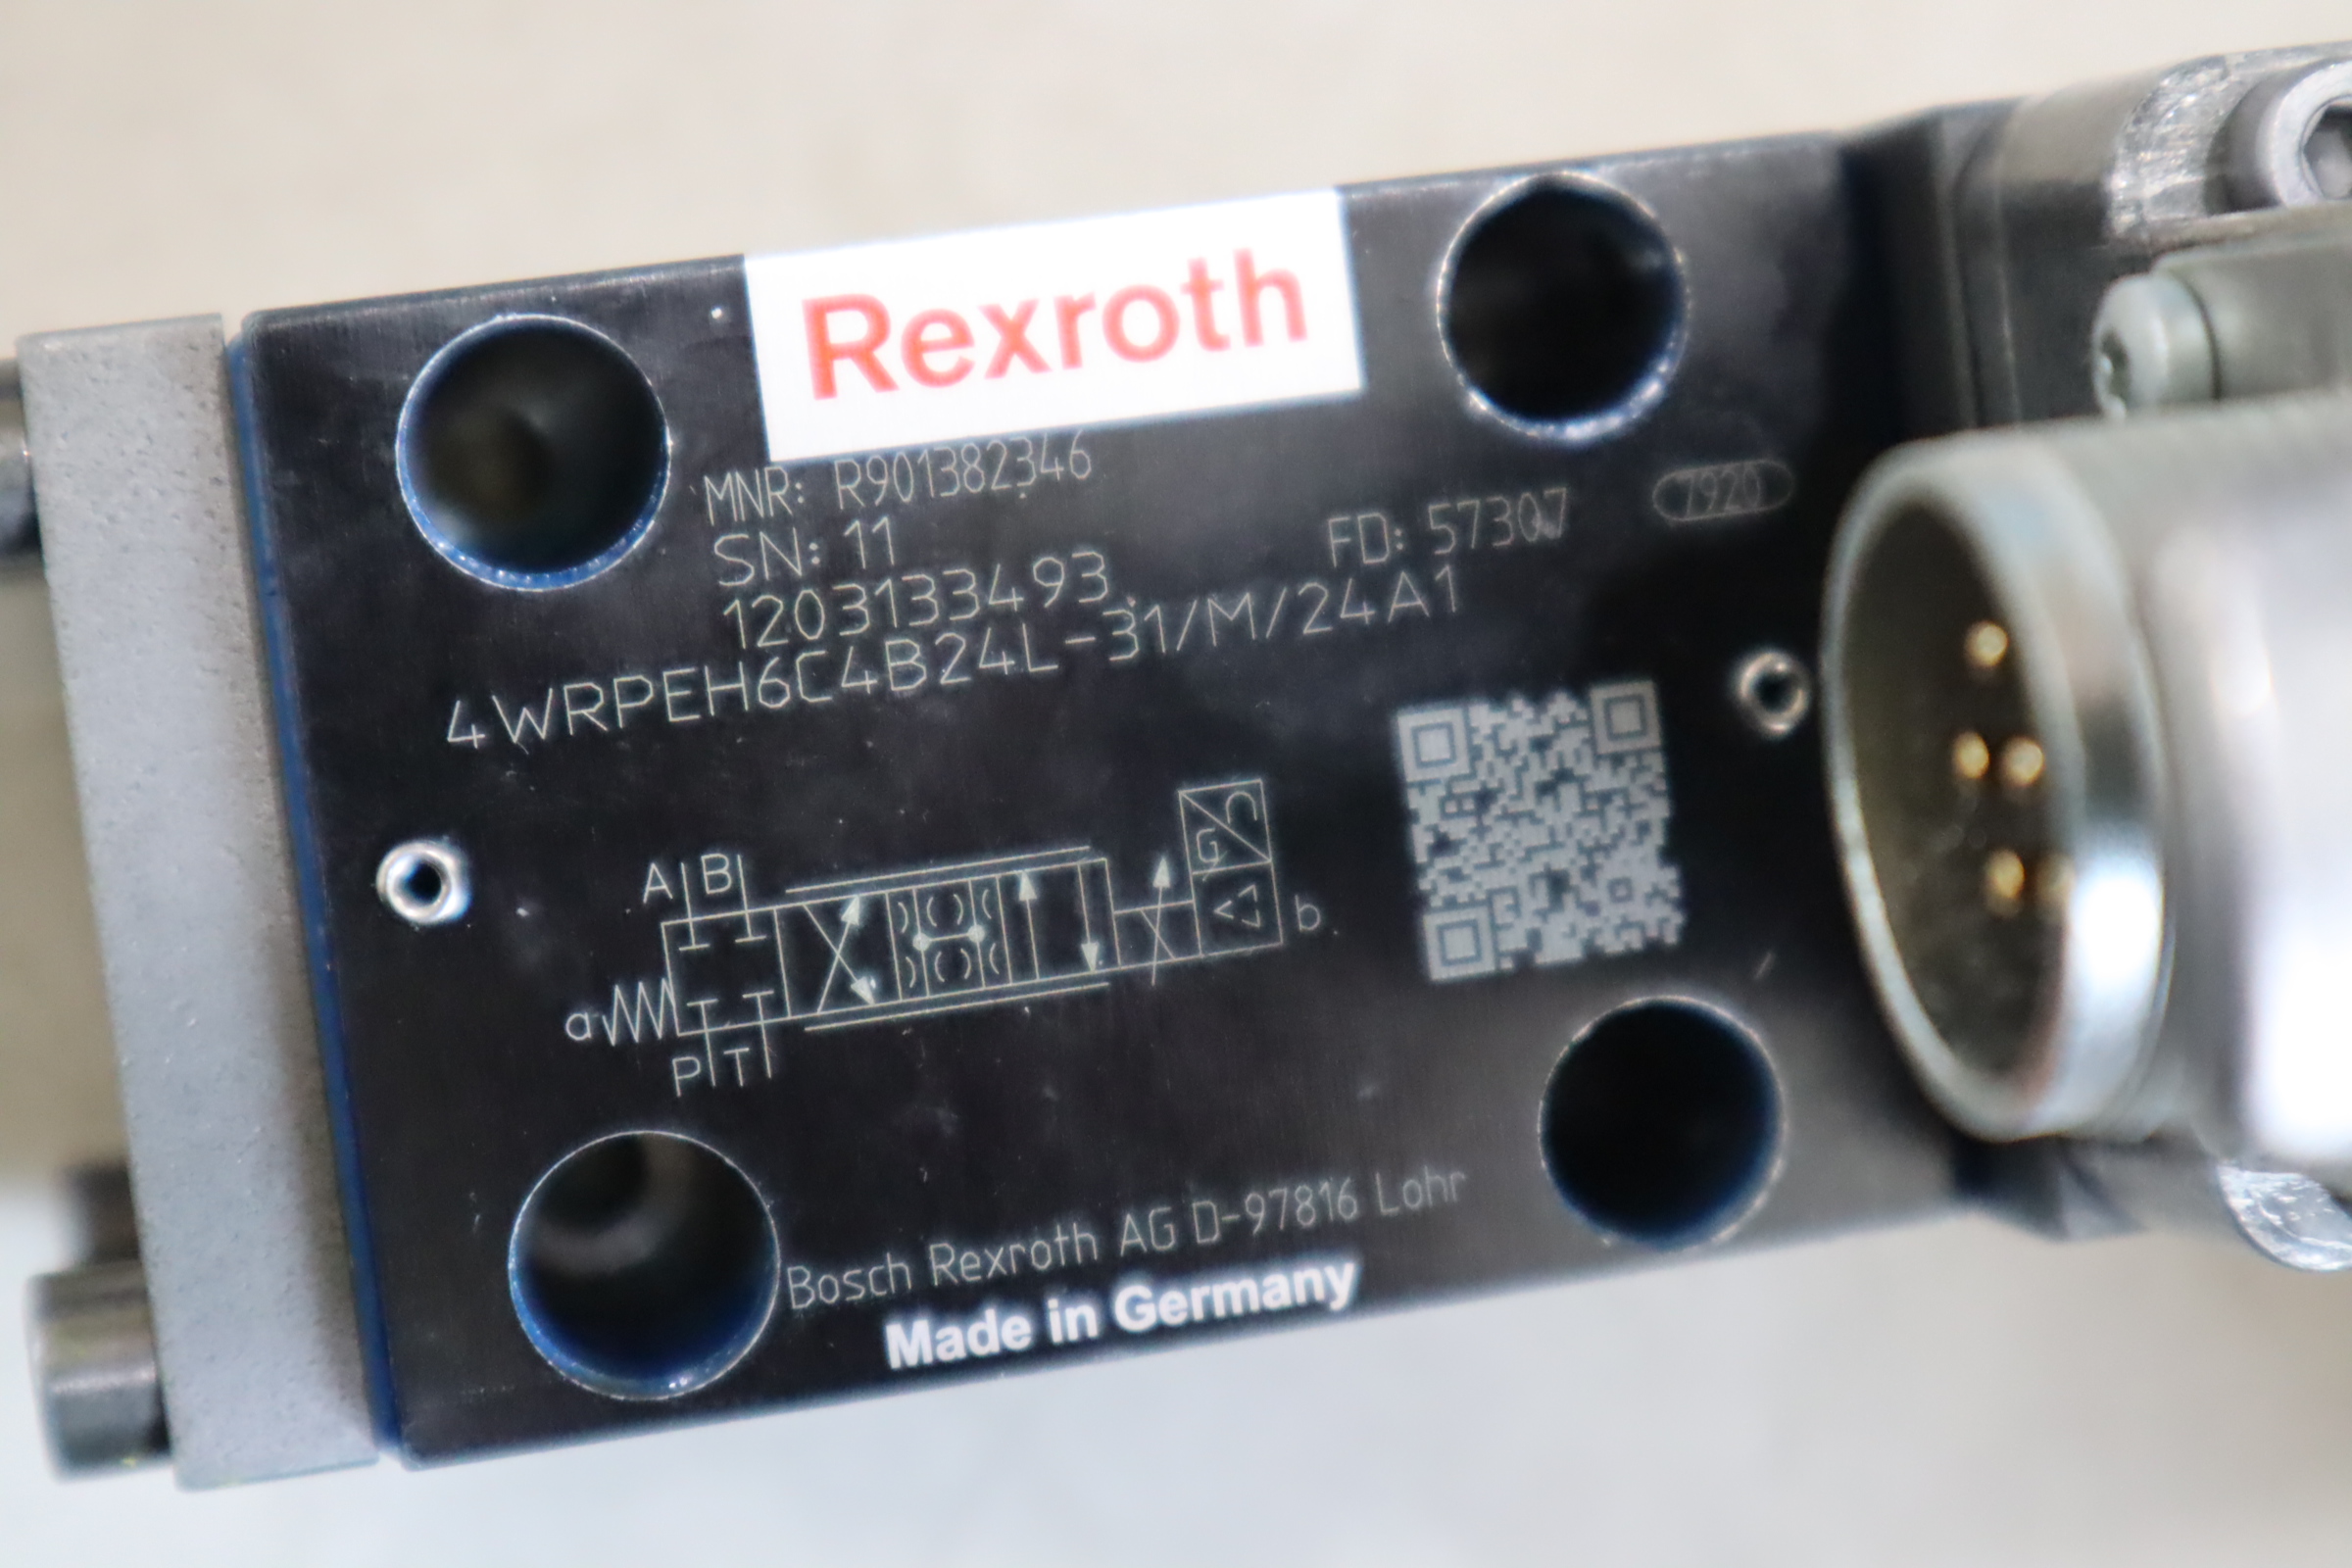 Rexroth
MNR: R901382346
SN: 11
FD: 573Q7
7920
1203133493
4WRPEH6C4B24L-31/M/24A1
A B
G
a
b
P T
Bosch Rexroth AG D-97816 Lohr
Made in Germany